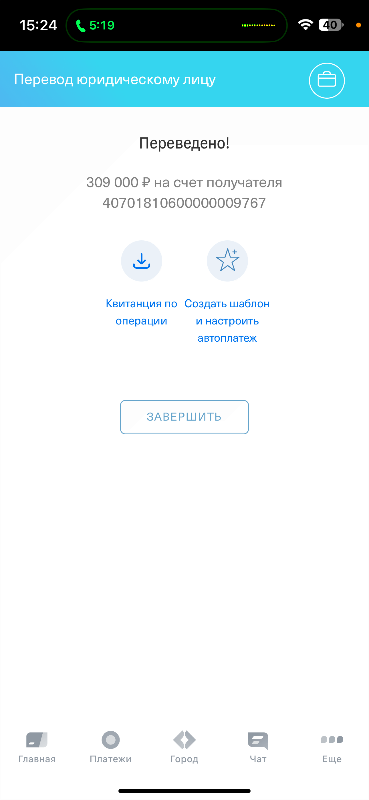 15:24
5:19
40
Перевод юридическому лицу
Переведено!
309 000 ₽ на счет получателя
40701810600000009767
Квитанция по
операции
Создать шаблон
и настроить
автоплатеж
ЗАВЕРШИТЬ
Главная
Платежи
Город
Чат
Еще